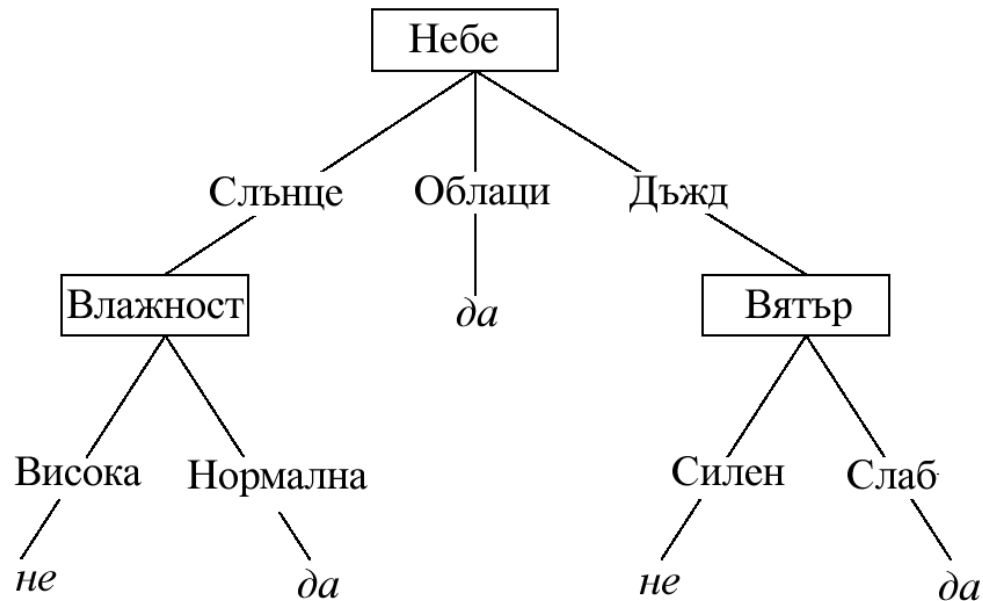 Небе
Слънце Облаци Дъжд
Влажност да Вятър
Висока Нормална Силен Слаб
не да не да